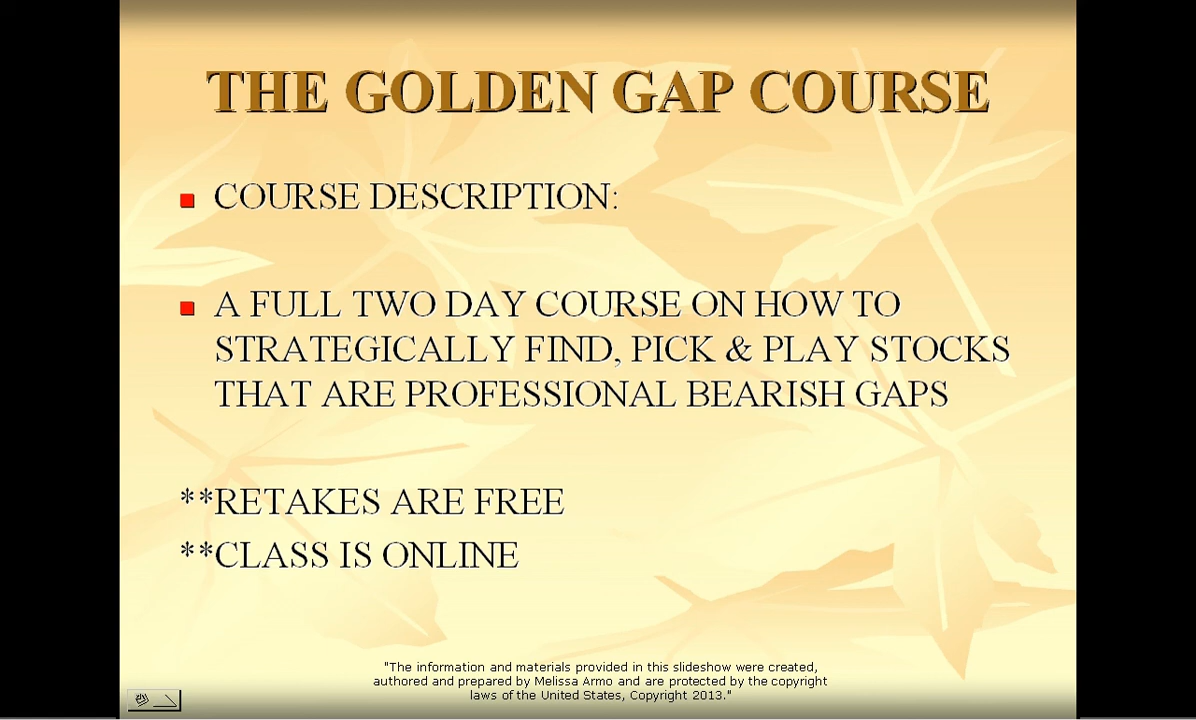 THE GOLDEN GAP COURSE
COURSE DESCRIPTION:
A FULL TWO DAY COURSE ON HOW TO
STRATEGICALLY FIND, PICK & PLAY STOCKS
THAT ARE PROFESSIONAL BEARISH GAPS
**RETAKES ARE FREE
**CLASS IS ONLINE
"The information and materials provided in this slideshow were created,
authored and prepared by Melissa Armo and are protected by the copyright
laws of the United States, Copyright 2013."